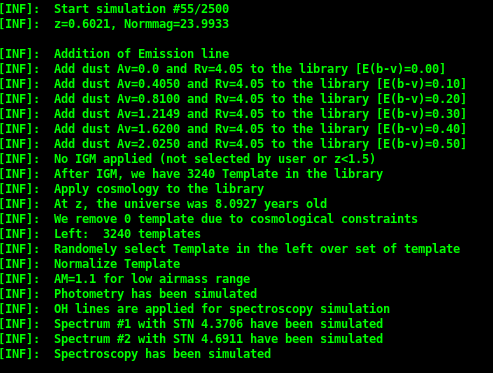 [INF]:  Start simulation #55/2500
[INF]:  z=0.6021, Normmag=23.9933
[INF]:  Addition of Emission line
[INF]:  Add dust Av=0.0 and Rv=4.05 to the library [E(b-v)=0.00]
[INF]:  Add dust Av=0.4050 and Rv=4.05 to the library [E(b-v)=0.10]
[INF]:  Add dust Av=0.8100 and Rv=4.05 to the library [E(b-v)=0.20]
[INF]:  Add dust Av=1.2149 and Rv=4.05 to the library [E(b-v)=0.30]
[INF]:  Add dust Av=1.6200 and Rv=4.05 to the library [E(b-v)=0.40]
[INF]:  Add dust Av=2.0250 and Rv=4.05 to the library [E(b-v)=0.50]
[INF]:  No IGM applied (not selected by user or z<1.5)
[INF]:  After IGM, we have 3240 Template in the library
[INF]:  Apply cosmology to the library
[INF]:  At z, the universe was 8.0927 years old
[INF]:  We remove 0 template due to cosmological constraints
[INF]:  Left:  3240 templates
[INF]:  Randomely select Template in the left over set of template
[INF]:  Normalize Template
[INF]:  AM=1.1 for low airmass range
[INF]:  Photometry has been simulated
[INF]:  OH lines are applied for spectroscopy simulation
[INF]:  Spectrum #1 with STN 4.3706 have been simulated
[INF]:  Spectrum #2 with STN 4.6911 have been simulated
[INF]:  Spectroscopy has been simulated